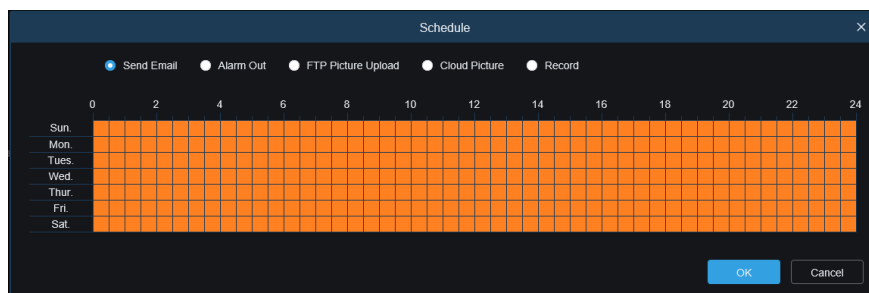 Schedule
Send Email Alarm Out FTP Picture Upload Cloud Picture Record
0 2 4 6 8 10 12 14 16 18 20 22 24
Sun.
Mon.
Tues.
Wed.
Thur.
Fri.
Sat.
OK Cancel